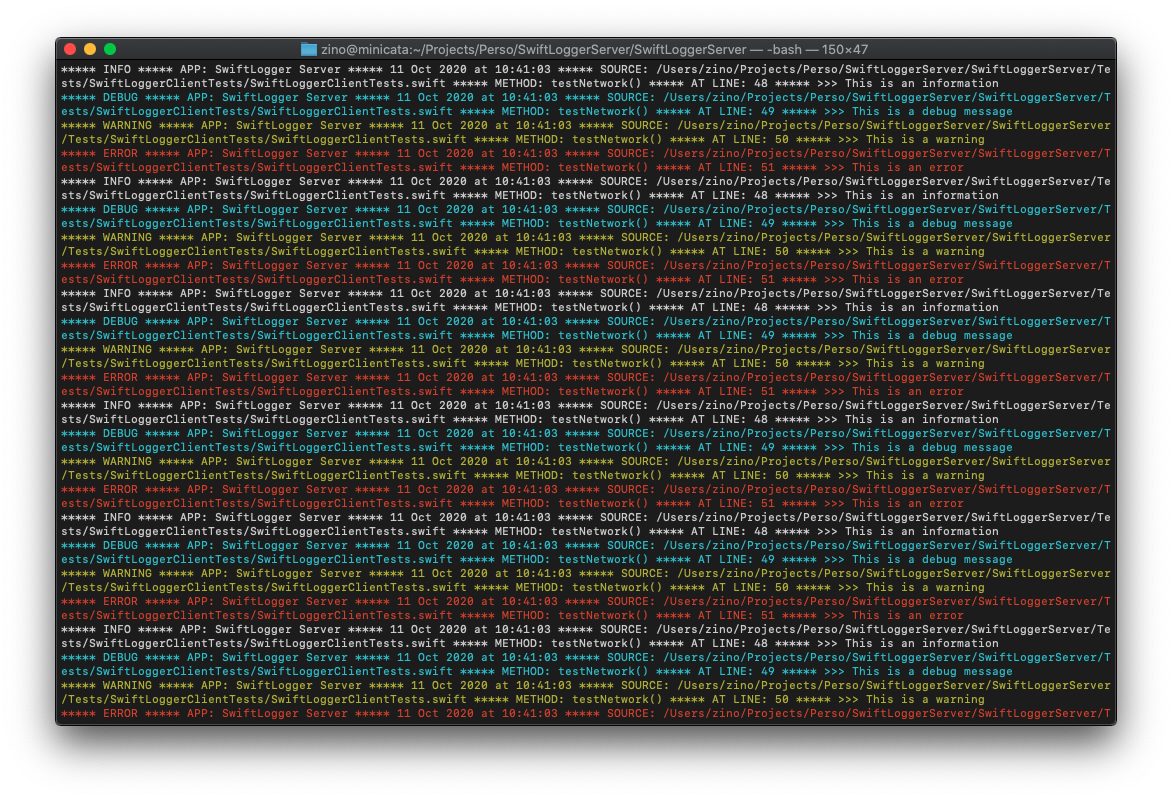 zino@minicata:~/Projects/Perso/SwiftLoggerServer/SwiftLoggerServer — -bash — 150×47
***** INFO ***** APP: SwiftLogger Server ***** 11 Oct 2020 at 10:41:03 ***** SOURCE: /Users/zino/Projects/Perso/SwiftLoggerServer/SwiftLoggerServer/Te
sts/SwiftLoggerClientTests/SwiftLoggerClientTests.swift ***** METHOD: testNetwork() ***** AT LINE: 48 ***** >>> This is an information
***** DEBUG ***** APP: SwiftLogger Server ***** 11 Oct 2020 at 10:41:03 ***** SOURCE: /Users/zino/Projects/Perso/SwiftLoggerServer/SwiftLoggerServer/T
ests/SwiftLoggerClientTests/SwiftLoggerClientTests.swift ***** METHOD: testNetwork() ***** AT LINE: 49 ***** >>> This is a debug message
***** WARNING ***** APP: SwiftLogger Server ***** 11 Oct 2020 at 10:41:03 ***** SOURCE: /Users/zino/Projects/Perso/SwiftLoggerServer/SwiftLoggerServer
/Tests/SwiftLoggerClientTests/SwiftLoggerClientTests.swift ***** METHOD: testNetwork() ***** AT LINE: 50 ***** >>> This is a warning
***** ERROR ***** APP: SwiftLogger Server ***** 11 Oct 2020 at 10:41:03 ***** SOURCE: /Users/zino/Projects/Perso/SwiftLoggerServer/SwiftLoggerServer/T
ests/SwiftLoggerClientTests/SwiftLoggerClientTests.swift ***** METHOD: testNetwork() ***** AT LINE: 51 ***** >>> This is an error
***** INFO ***** APP: SwiftLogger Server ***** 11 Oct 2020 at 10:41:03 ***** SOURCE: /Users/zino/Projects/Perso/SwiftLoggerServer/SwiftLoggerServer/Te
sts/SwiftLoggerClientTests/SwiftLoggerClientTests.swift ***** METHOD: testNetwork() ***** AT LINE: 48 ***** >>> This is an information
***** DEBUG ***** APP: SwiftLogger Server ***** 11 Oct 2020 at 10:41:03 ***** SOURCE: /Users/zino/Projects/Perso/SwiftLoggerServer/SwiftLoggerServer/T
ests/SwiftLoggerClientTests/SwiftLoggerClientTests.swift ***** METHOD: testNetwork() ***** AT LINE: 49 ***** >>> This is a debug message
***** WARNING ***** APP: SwiftLogger Server ***** 11 Oct 2020 at 10:41:03 ***** SOURCE: /Users/zino/Projects/Perso/SwiftLoggerServer/SwiftLoggerServer
/Tests/SwiftLoggerClientTests/SwiftLoggerClientTests.swift ***** METHOD: testNetwork() ***** AT LINE: 50 ***** >>> This is a warning
***** ERROR ***** APP: SwiftLogger Server ***** 11 Oct 2020 at 10:41:03 ***** SOURCE: /Users/zino/Projects/Perso/SwiftLoggerServer/SwiftLoggerServer/T
ests/SwiftLoggerClientTests/SwiftLoggerClientTests.swift ***** METHOD: testNetwork() ***** AT LINE: 51 ***** >>> This is an error
***** INFO ***** APP: SwiftLogger Server ***** 11 Oct 2020 at 10:41:03 ***** SOURCE: /Users/zino/Projects/Perso/SwiftLoggerServer/SwiftLoggerServer/Te
sts/SwiftLoggerClientTests/SwiftLoggerClientTests.swift ***** METHOD: testNetwork() ***** AT LINE: 48 ***** >>> This is an information
***** DEBUG ***** APP: SwiftLogger Server ***** 11 Oct 2020 at 10:41:03 ***** SOURCE: /Users/zino/Projects/Perso/SwiftLoggerServer/SwiftLoggerServer/T
ests/SwiftLoggerClientTests/SwiftLoggerClientTests.swift ***** METHOD: testNetwork() ***** AT LINE: 49 ***** >>> This is a debug message
***** WARNING ***** APP: SwiftLogger Server ***** 11 Oct 2020 at 10:41:03 ***** SOURCE: /Users/zino/Projects/Perso/SwiftLoggerServer/SwiftLoggerServer
/Tests/SwiftLoggerClientTests/SwiftLoggerClientTests.swift ***** METHOD: testNetwork() ***** AT LINE: 50 ***** >>> This is a warning
***** ERROR ***** APP: SwiftLogger Server ***** 11 Oct 2020 at 10:41:03 ***** SOURCE: /Users/zino/Projects/Perso/SwiftLoggerServer/SwiftLoggerServer/T
ests/SwiftLoggerClientTests/SwiftLoggerClientTests.swift ***** METHOD: testNetwork() ***** AT LINE: 51 ***** >>> This is an error
***** INFO ***** APP: SwiftLogger Server ***** 11 Oct 2020 at 10:41:03 ***** SOURCE: /Users/zino/Projects/Perso/SwiftLoggerServer/SwiftLoggerServer/Te
sts/SwiftLoggerClientTests/SwiftLoggerClientTests.swift ***** METHOD: testNetwork() ***** AT LINE: 48 ***** >>> This is an information
***** DEBUG ***** APP: SwiftLogger Server ***** 11 Oct 2020 at 10:41:03 ***** SOURCE: /Users/zino/Projects/Perso/SwiftLoggerServer/SwiftLoggerServer/T
ests/SwiftLoggerClientTests/SwiftLoggerClientTests.swift ***** METHOD: testNetwork() ***** AT LINE: 49 ***** >>> This is a debug message
***** WARNING ***** APP: SwiftLogger Server ***** 11 Oct 2020 at 10:41:03 ***** SOURCE: /Users/zino/Projects/Perso/SwiftLoggerServer/SwiftLoggerServer
/Tests/SwiftLoggerClientTests/SwiftLoggerClientTests.swift ***** METHOD: testNetwork() ***** AT LINE: 50 ***** >>> This is a warning
***** ERROR ***** APP: SwiftLogger Server ***** 11 Oct 2020 at 10:41:03 ***** SOURCE: /Users/zino/Projects/Perso/SwiftLoggerServer/SwiftLoggerServer/T
ests/SwiftLoggerClientTests/SwiftLoggerClientTests.swift ***** METHOD: testNetwork() ***** AT LINE: 51 ***** >>> This is an error
***** INFO ***** APP: SwiftLogger Server ***** 11 Oct 2020 at 10:41:03 ***** SOURCE: /Users/zino/Projects/Perso/SwiftLoggerServer/SwiftLoggerServer/Te
sts/SwiftLoggerClientTests/SwiftLoggerClientTests.swift ***** METHOD: testNetwork() ***** AT LINE: 48 ***** >>> This is an information
***** DEBUG ***** APP: SwiftLogger Server ***** 11 Oct 2020 at 10:41:03 ***** SOURCE: /Users/zino/Projects/Perso/SwiftLoggerServer/SwiftLoggerServer/T
ests/SwiftLoggerClientTests/SwiftLoggerClientTests.swift ***** METHOD: testNetwork() ***** AT LINE: 49 ***** >>> This is a debug message
***** WARNING ***** APP: SwiftLogger Server ***** 11 Oct 2020 at 10:41:03 ***** SOURCE: /Users/zino/Projects/Perso/SwiftLoggerServer/SwiftLoggerServer
/Tests/SwiftLoggerClientTests/SwiftLoggerClientTests.swift ***** METHOD: testNetwork() ***** AT LINE: 50 ***** >>> This is a warning
***** ERROR ***** APP: SwiftLogger Server ***** 11 Oct 2020 at 10:41:03 ***** SOURCE: /Users/zino/Projects/Perso/SwiftLoggerServer/SwiftLoggerServer/T
ests/SwiftLoggerClientTests/SwiftLoggerClientTests.swift ***** METHOD: testNetwork() ***** AT LINE: 51 ***** >>> This is an error
***** INFO ***** APP: SwiftLogger Server ***** 11 Oct 2020 at 10:41:03 ***** SOURCE: /Users/zino/Projects/Perso/SwiftLoggerServer/SwiftLoggerServer/Te
sts/SwiftLoggerClientTests/SwiftLoggerClientTests.swift ***** METHOD: testNetwork() ***** AT LINE: 48 ***** >>> This is an information
***** DEBUG ***** APP: SwiftLogger Server ***** 11 Oct 2020 at 10:41:03 ***** SOURCE: /Users/zino/Projects/Perso/SwiftLoggerServer/SwiftLoggerServer/T
ests/SwiftLoggerClientTests/SwiftLoggerClientTests.swift ***** METHOD: testNetwork() ***** AT LINE: 49 ***** >>> This is a debug message
***** WARNING ***** APP: SwiftLogger Server ***** 11 Oct 2020 at 10:41:03 ***** SOURCE: /Users/zino/Projects/Perso/SwiftLoggerServer/SwiftLoggerServer
/Tests/SwiftLoggerClientTests/SwiftLoggerClientTests.swift ***** METHOD: testNetwork() ***** AT LINE: 50 ***** >>> This is a warning
***** ERROR ***** APP: SwiftLogger Server ***** 11 Oct 2020 at 10:41:03 ***** SOURCE: /Users/zino/Projects/Perso/SwiftLoggerServer/SwiftLoggerServer/T